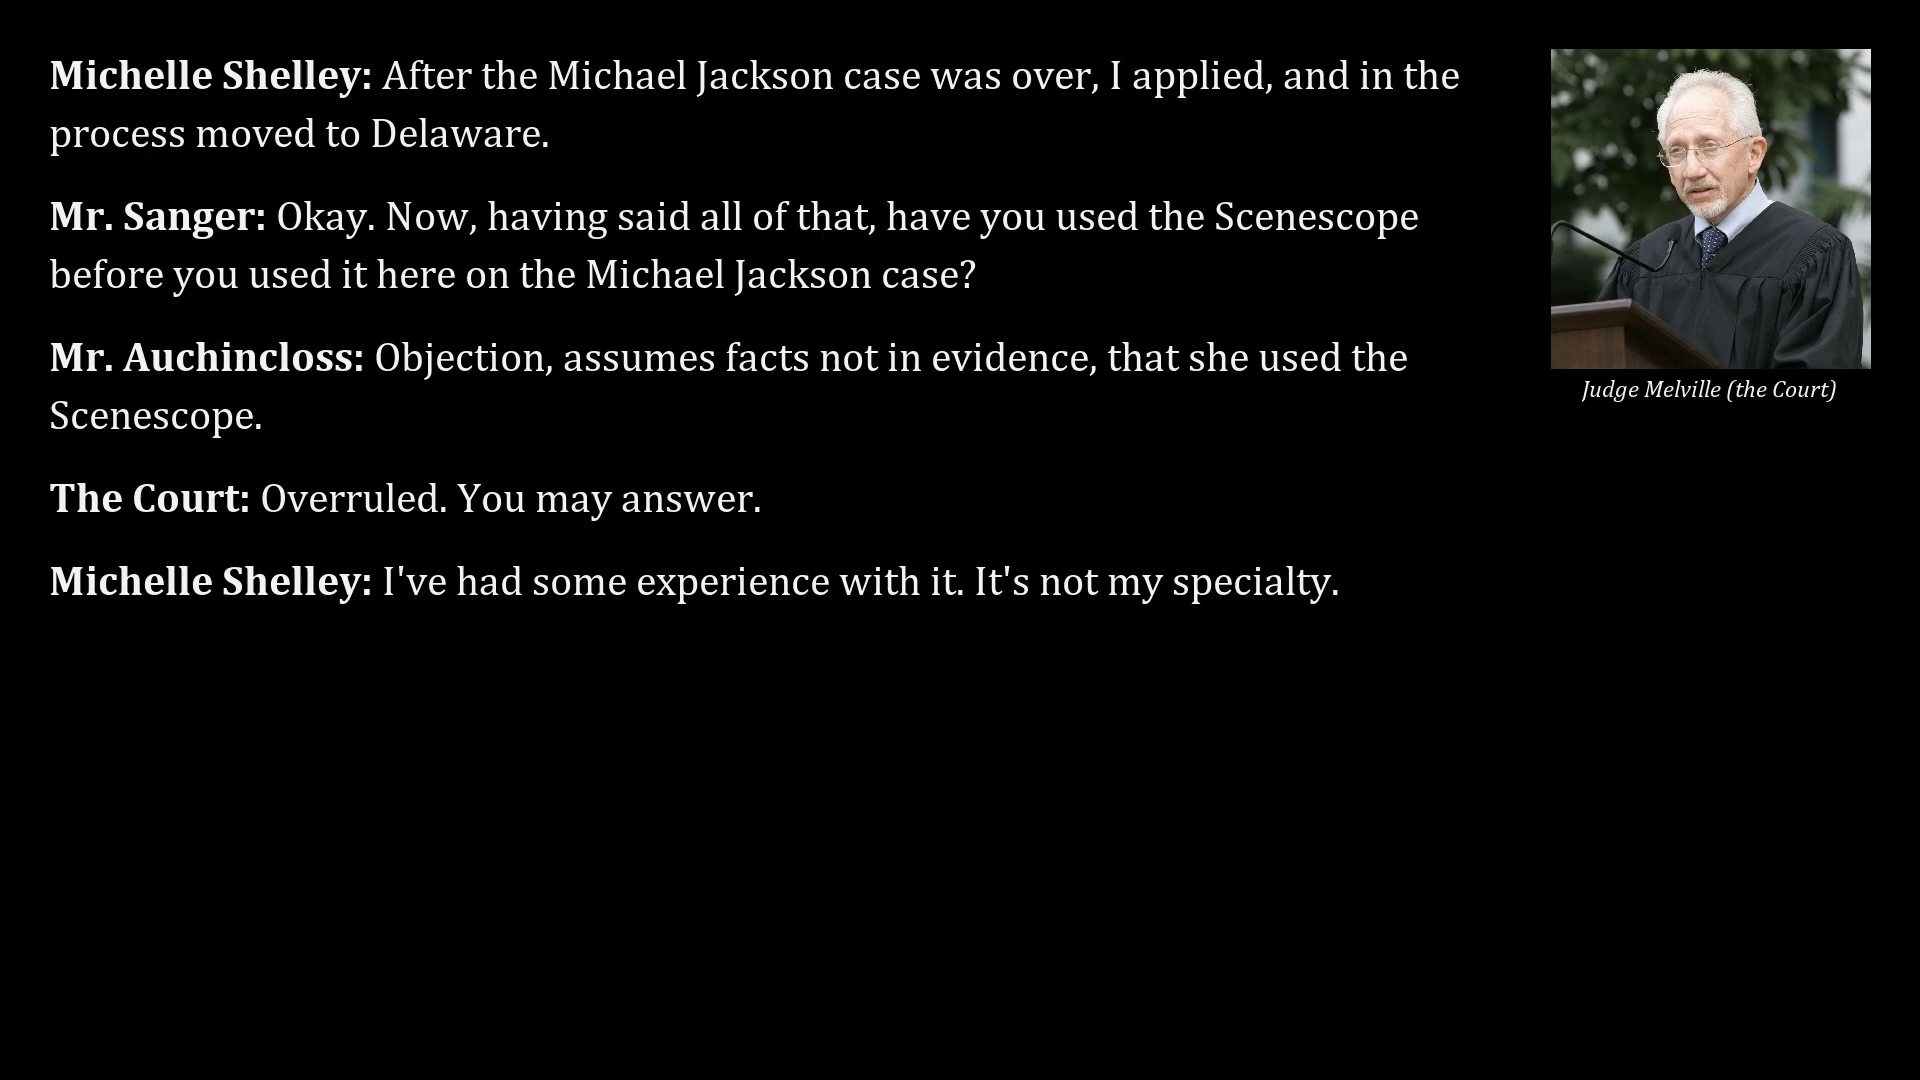 Michelle Shelley: After the Michael Jackson case was over, I applied, and in the
process moved to Delaware.
Mr. Sanger: Okay. Now, having said all of that, have you used the Scenescope
before you used it here on the Michael Jackson case?
Mr. Auchincloss: Objection, assumes facts not in evidence, that she used the
Scenescope.
The Court: Overruled. You may answer.
Michelle Shelley: I've had some experience with it. It's not my specialty.
Judge Melville (the Court)